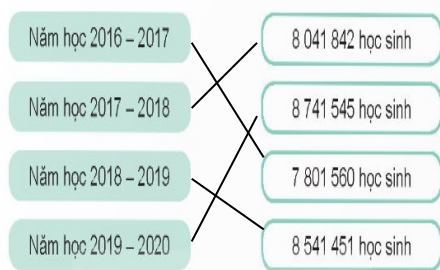 Năm học 2016 – 2017
8 041 842 học sinh
Năm học 2017 – 2018
8 741 545 học sinh
Năm học 2018 – 2019
7 801 560 học sinh
Năm học 2019 – 2020
8 541 451 học sinh